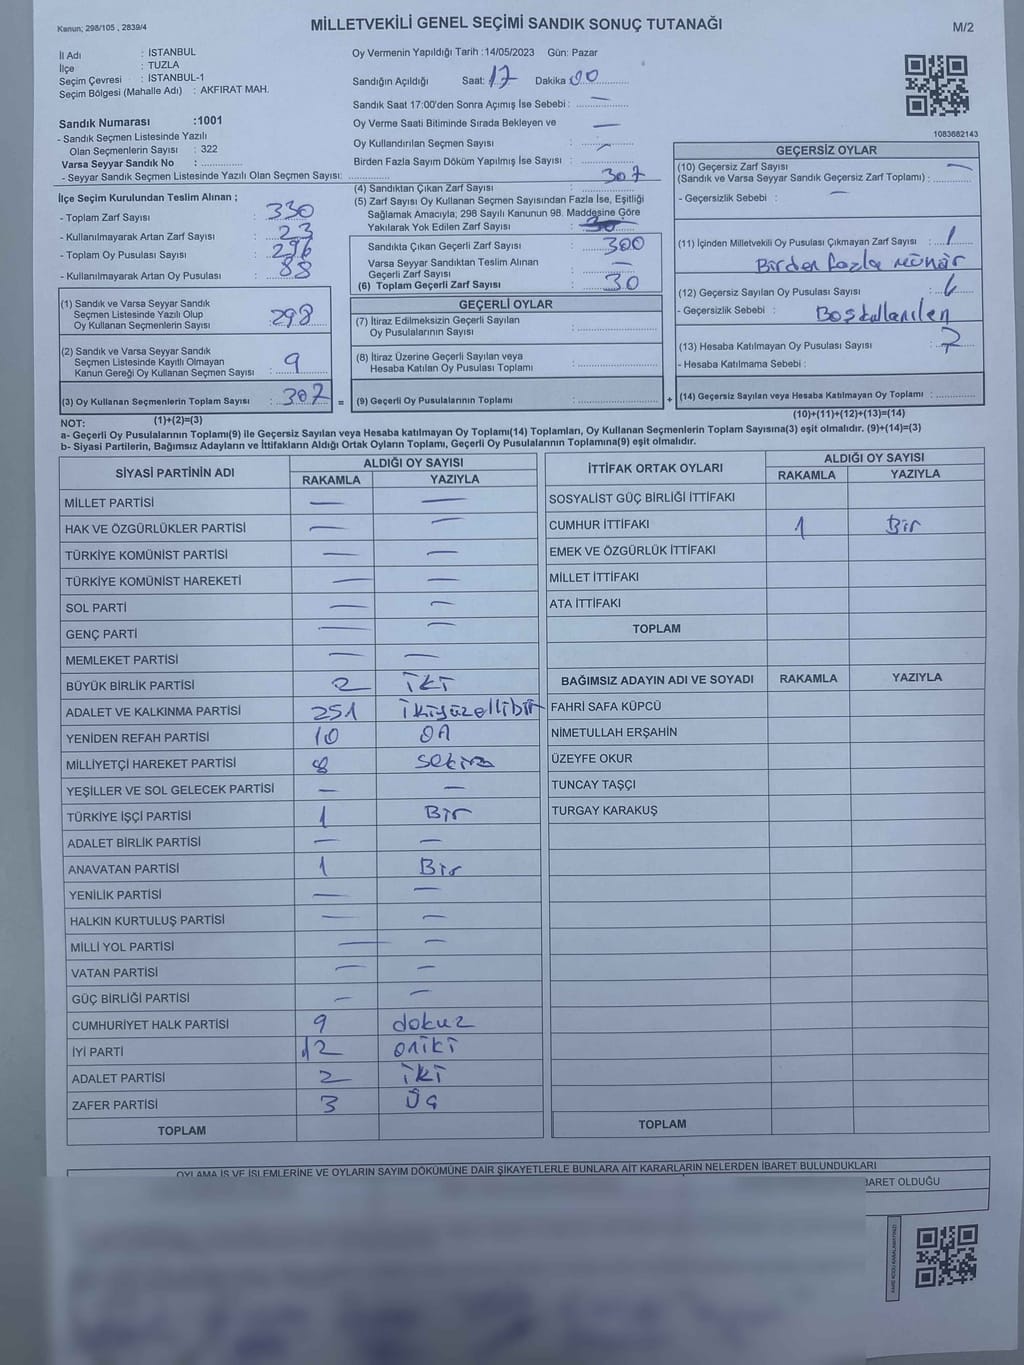 Kanun; 298/105 , 2839/4
MİLLETVEKİLİ GENEL SEÇİMİ SANDIK SONUÇ TUTANAĞI
M/2
İl Adı : İSTANBUL
İlçe : TUZLA
Seçim Çevresi : İSTANBUL-1
Seçim Bölgesi (Mahalle Adı) : AKFIRAT MAH.
Sandık Numarası :1001
- Sandık Seçmen Listesinde Yazılı
Olan Seçmenlerin Sayısı : 322
Varsa Seyyar Sandık No : .............
- Seyyar Sandık Seçmen Listesinde Yazılı Olan Seçmen Sayısı: .............
İlçe Seçim Kurulundan Teslim Alınan ;
- Toplam Zarf Sayısı : 330
- Kullanılmayarak Artan Zarf Sayısı : 23
- Toplam Oy Pusulası Sayısı : 296
- Kullanılmayarak Artan Oy Pusulası : 88
(1) Sandık ve Varsa Seyyar Sandık
Seçmen Listesinde Yazılı Olup
Oy Kullanan Seçmenlerin Sayısı : 298
(2) Sandık ve Varsa Seyyar Sandık
Seçmen Listesinde Kayıtlı Olmayan
Kanun Gereği Oy Kullanan Seçmen Sayısı : 9
(3) Oy Kullanan Seçmenlerin Toplam Sayısı : 307 =
Oy Vermenin Yapıldığı Tarih :14/05/2023 Gün: Pazar
Sandığın Açıldığı Saat: 17 Dakika 00
Sandık Saat 17:00'den Sonra Açımış İse Sebebi : —
Oy Verme Saati Bitiminde Sırada Bekleyen ve
Oy Kullandırılan Seçmen Sayısı : —
Birden Fazla Sayım Döküm Yapılmış İse Sayısı : —
(4) Sandıktan Çıkan Zarf Sayısı : 307
(5) Zarf Sayısı Oy Kullanan Seçmen Sayısından Fazla İse, Eşitliği
Sağlamak Amacıyla; 298 Sayılı Kanunun 98. Maddesine Göre
Yakılarak Yok Edilen Zarf Sayısı :
Sandıkta Çıkan Geçerli Zarf Sayısı : 300
Varsa Seyyar Sandıktan Teslim Alınan
Geçerli Zarf Sayısı : —
(6) Toplam Geçerli Zarf Sayısı : 30
GEÇERLİ OYLAR
(7) İtiraz Edilmeksizin Geçerli Sayılan
Oy Pusulalarının Sayısı :
(8) İtiraz Üzerine Geçerli Sayılan veya
Hesaba Katılan Oy Pusulası Toplamı :
(9) Geçerli Oy Pusulalarının Toplamı : +
1083682143
GEÇERSİZ OYLAR
(10) Geçersiz Zarf Sayısı
(Sandık ve Varsa Seyyar Sandık Geçersiz Zarf Toplamı) : —
- Geçersizlik Sebebi : —
(11) İçinden Milletvekili Oy Pusulası Çıkmayan Zarf Sayısı : 1
Birden fazla mühür
(12) Geçersiz Sayılan Oy Pusulası Sayısı : 6
- Geçersizlik Sebebi : Boş kullanılan
(13) Hesaba Katılmayan Oy Pusulası Sayısı : 7
- Hesaba Katılmama Sebebi :
(14) Geçersiz Sayılan veya Hesaba Katılmayan Oy Toplamı :
NOT: (1)+(2)=(3)
(10)+(11)+(12)+(13)=(14)
a- Geçerli Oy Pusulalarının Toplamı(9) ile Geçersiz Sayılan veya Hesaba katılmayan Oy Toplamı(14) Toplamları, Oy Kullanan Seçmenlerin Toplam Sayısına(3) eşit olmalıdır. (9)+(14)=(3)
b- Siyasi Partilerin, Bağımsız Adayların ve İttifakların Aldığı Ortak Oyların Toplamı, Geçerli Oy Pusulalarının Toplamına(9) eşit olmalıdır.
SİYASİ PARTİNİN ADI
ALDIĞI OY SAYISI
RAKAMLA YAZIYLA
MİLLET PARTİSİ — —
HAK VE ÖZGÜRLÜKLER PARTİSİ — —
TÜRKİYE KOMÜNİST PARTİSİ — —
TÜRKİYE KOMÜNİST HAREKETİ — —
SOL PARTİ — —
GENÇ PARTİ — —
MEMLEKET PARTİSİ — —
BÜYÜK BİRLİK PARTİSİ 2 iki
ADALET VE KALKINMA PARTİSİ 251 ikiyüzellibir
YENİDEN REFAH PARTİSİ 10 on
MİLLİYETÇİ HAREKET PARTİSİ 8 sekiz
YEŞİLLER VE SOL GELECEK PARTİSİ — —
TÜRKİYE İŞÇİ PARTİSİ 1 Bir
ADALET BİRLİK PARTİSİ — —
ANAVATAN PARTİSİ 1 Bir
YENİLİK PARTİSİ — —
HALKIN KURTULUŞ PARTİSİ — —
MİLLİ YOL PARTİSİ — —
VATAN PARTİSİ — —
GÜÇ BİRLİĞİ PARTİSİ — —
CUMHURİYET HALK PARTİSİ 9 dokuz
İYİ PARTİ 12 oniki
ADALET PARTİSİ 2 iki
ZAFER PARTİSİ 3 üç
TOPLAM
İTTİFAK ORTAK OYLARI
ALDIĞI OY SAYISI
RAKAMLA YAZIYLA
SOSYALİST GÜÇ BİRLİĞİ İTTİFAKI
CUMHUR İTTİFAKI 1 Bir
EMEK VE ÖZGÜRLÜK İTTİFAKI
MİLLET İTTİFAKI
ATA İTTİFAKI
TOPLAM
BAĞIMSIZ ADAYIN ADI VE SOYADI RAKAMLA YAZIYLA
FAHRİ SAFA KÜPCÜ
NİMETULLAH ERŞAHİN
ÜZEYFE OKUR
TUNCAY TAŞÇI
TURGAY KARAKUŞ
TOPLAM
OYLAMA İŞ VE İŞLEMLERİNE VE OYLARIN SAYIM DÖKÜMÜNE DAİR ŞİKAYETLERLE BUNLARA AİT KARARLARIN NELERDEN İBARET BULUNDUKLARI
BARET OLDUĞU